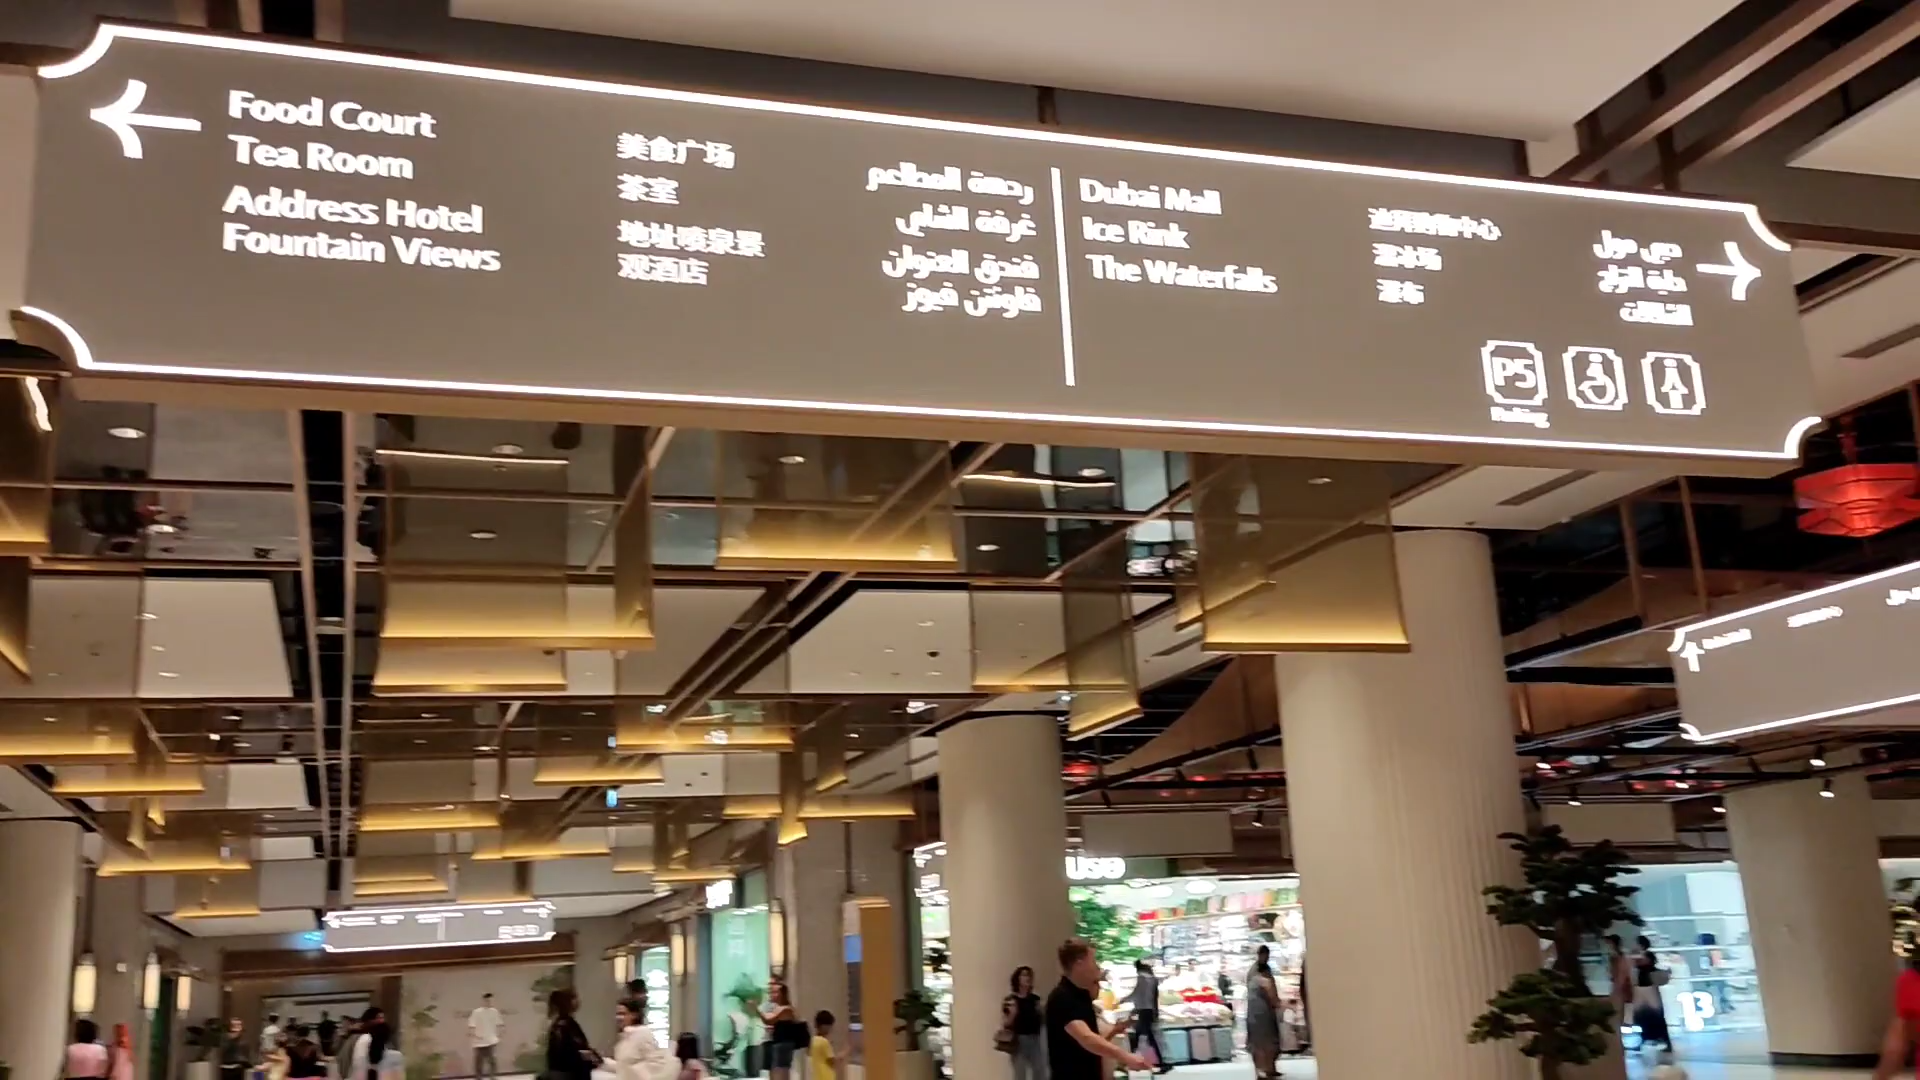 Food Court
Tea Room
Address Hotel
Fountain Views
美食广场
茶室
地址喷泉景
观酒店
ردهة المطاعم
غرفة الشاي
فندق العنوان
فاونتن فيوز
Dubai Mall
Ice Rink
The Waterfalls
迪拜购物中心
溜冰场
瀑布
دبي مول
حلبة التزلج
الشلالات
P5
Parking